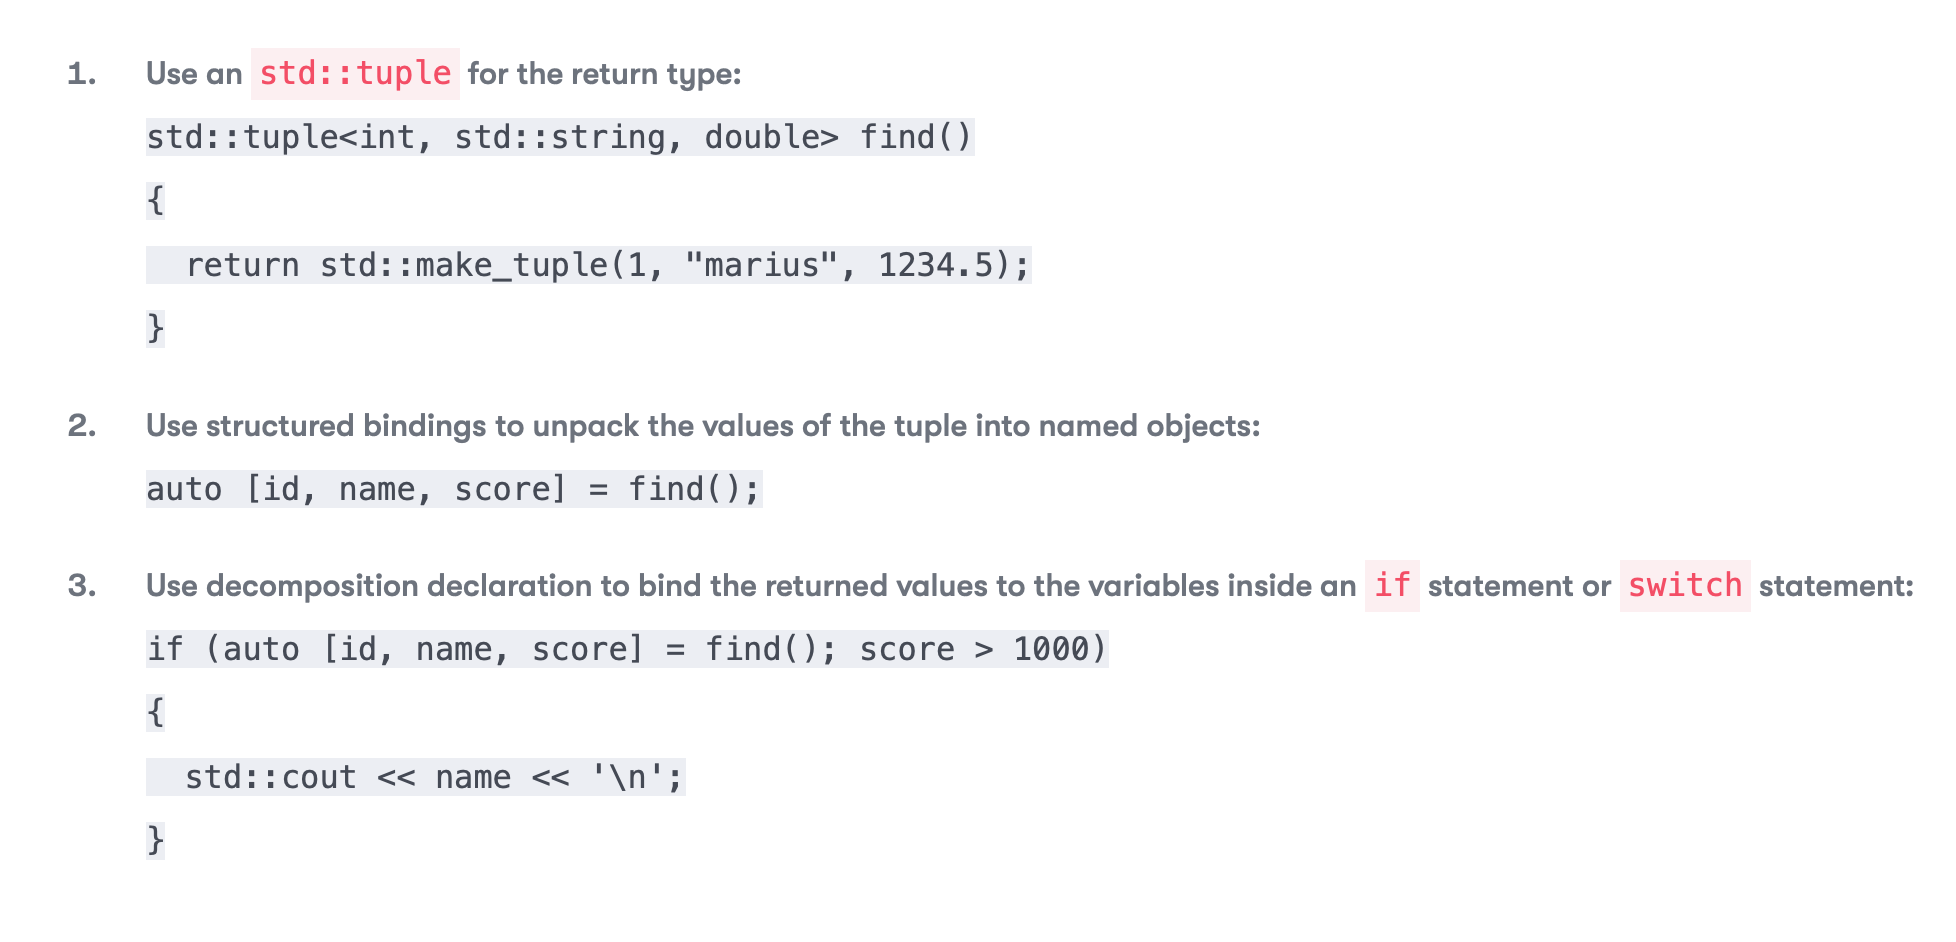 1. Use an std::tuple for the return type:
std::tuple<int, std::string, double> find()
{
  return std::make_tuple(1, "marius", 1234.5);
}
2. Use structured bindings to unpack the values of the tuple into named objects:
auto [id, name, score] = find();
3. Use decomposition declaration to bind the returned values to the variables inside an if statement or switch statement:
if (auto [id, name, score] = find(); score > 1000)
{
  std::cout << name << '\n';
}